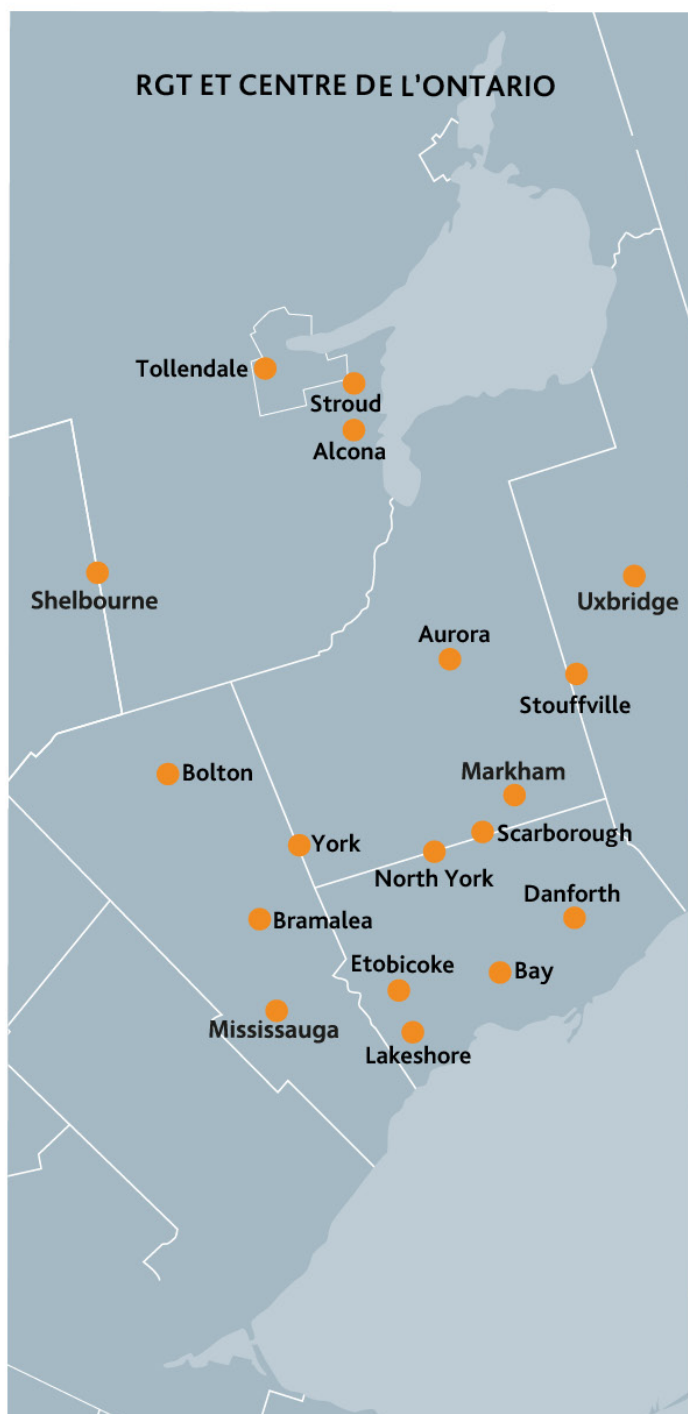 RGT ET CENTRE DE L'ONTARIO
Tollendale
Stroud
Alcona
Shelbourne
Uxbridge
Aurora
Stouffville
Markham
Bolton
Scarborough
York
North York
Danforth
Bramalea
Etobicoke
Bay
Mississauga
Lakeshore